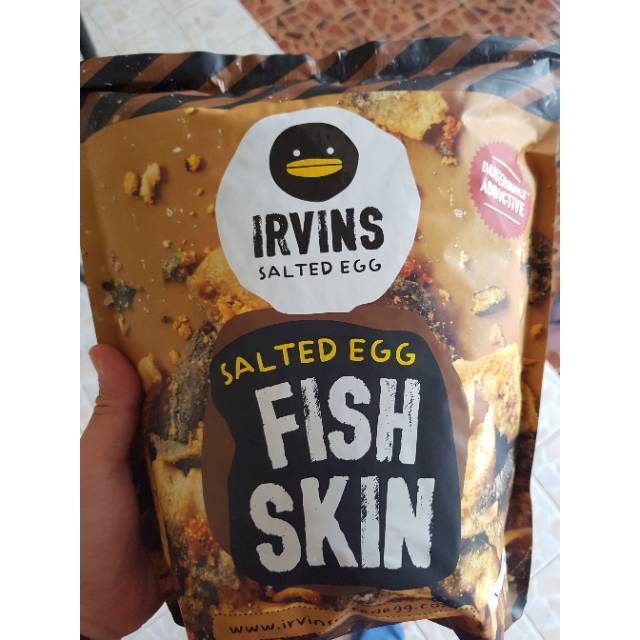 IRVINS
SALTED EGG
DANGEROUSLY
ADDICTIVE
SALTED EGG
FISH
SKIN